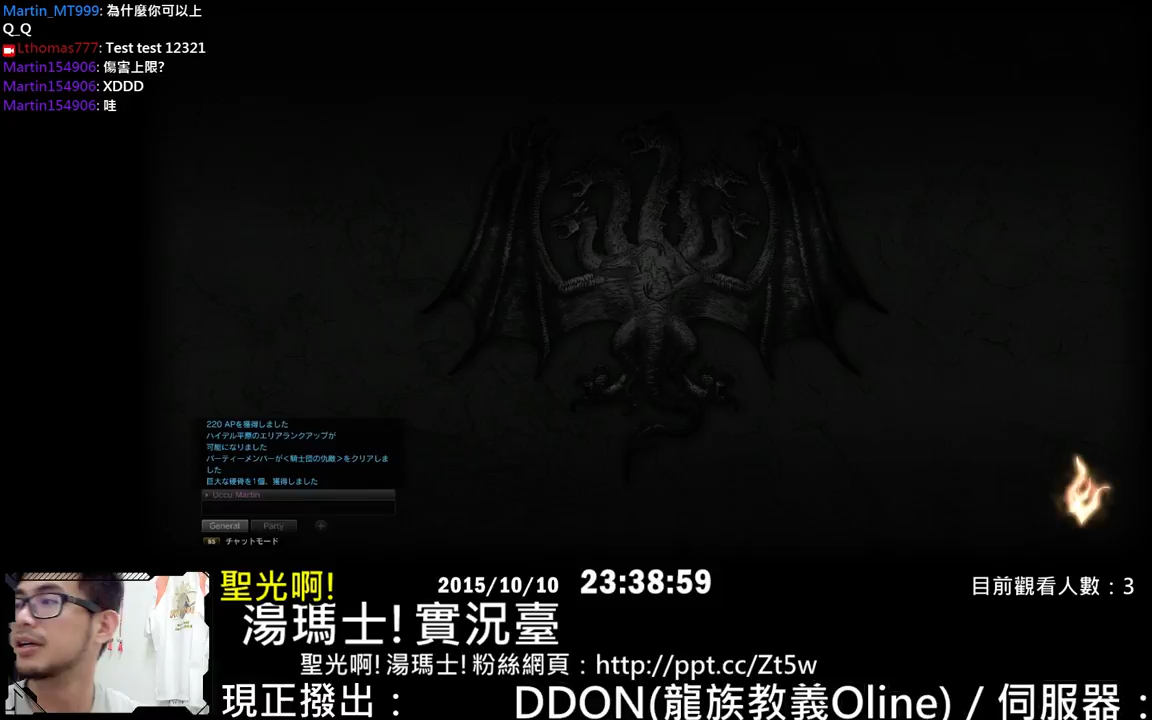 Martin_MT999: 為什麼你可以上
Q_Q
Lthomas777: Test test 12321
Martin154906: 傷害上限?
Martin154906: XDDD
Martin154906: 哇
220 APを獲得しました
ハイデル平原のエリアランクアップが
可能になりました
パーティーメンバーが<騎士団の仇敵>をクリアしま
した
巨大な硬骨を1個、獲得しました
Uccu Martin
General Party
チャットモード
聖光啊! 2015/10/10 23:38:59 目前觀看人數：3
湯瑪士! 實況臺
聖光啊! 湯瑪士! 粉絲網頁：http://ppt.cc/Zt5w
現正撥出： DDON(龍族教義Oline) / 伺服器：